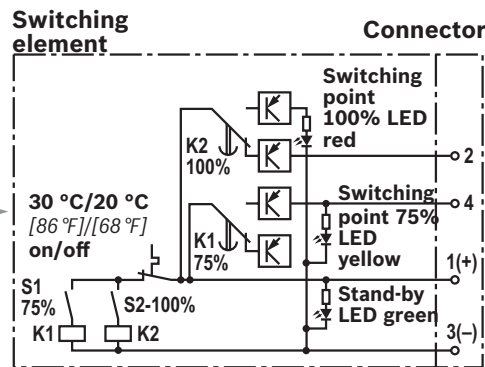 Switching
element
Connector
Switching
point
100% LED
red
K2
100%
2
4
30 °C/20 °C
[86 °F]/[68 °F]
on/off
Switching
point 75%
LED
yellow
K1
75%
1(+)
S1
75%
S2-100%
Stand-by
LED green
K1
K2
3(–)